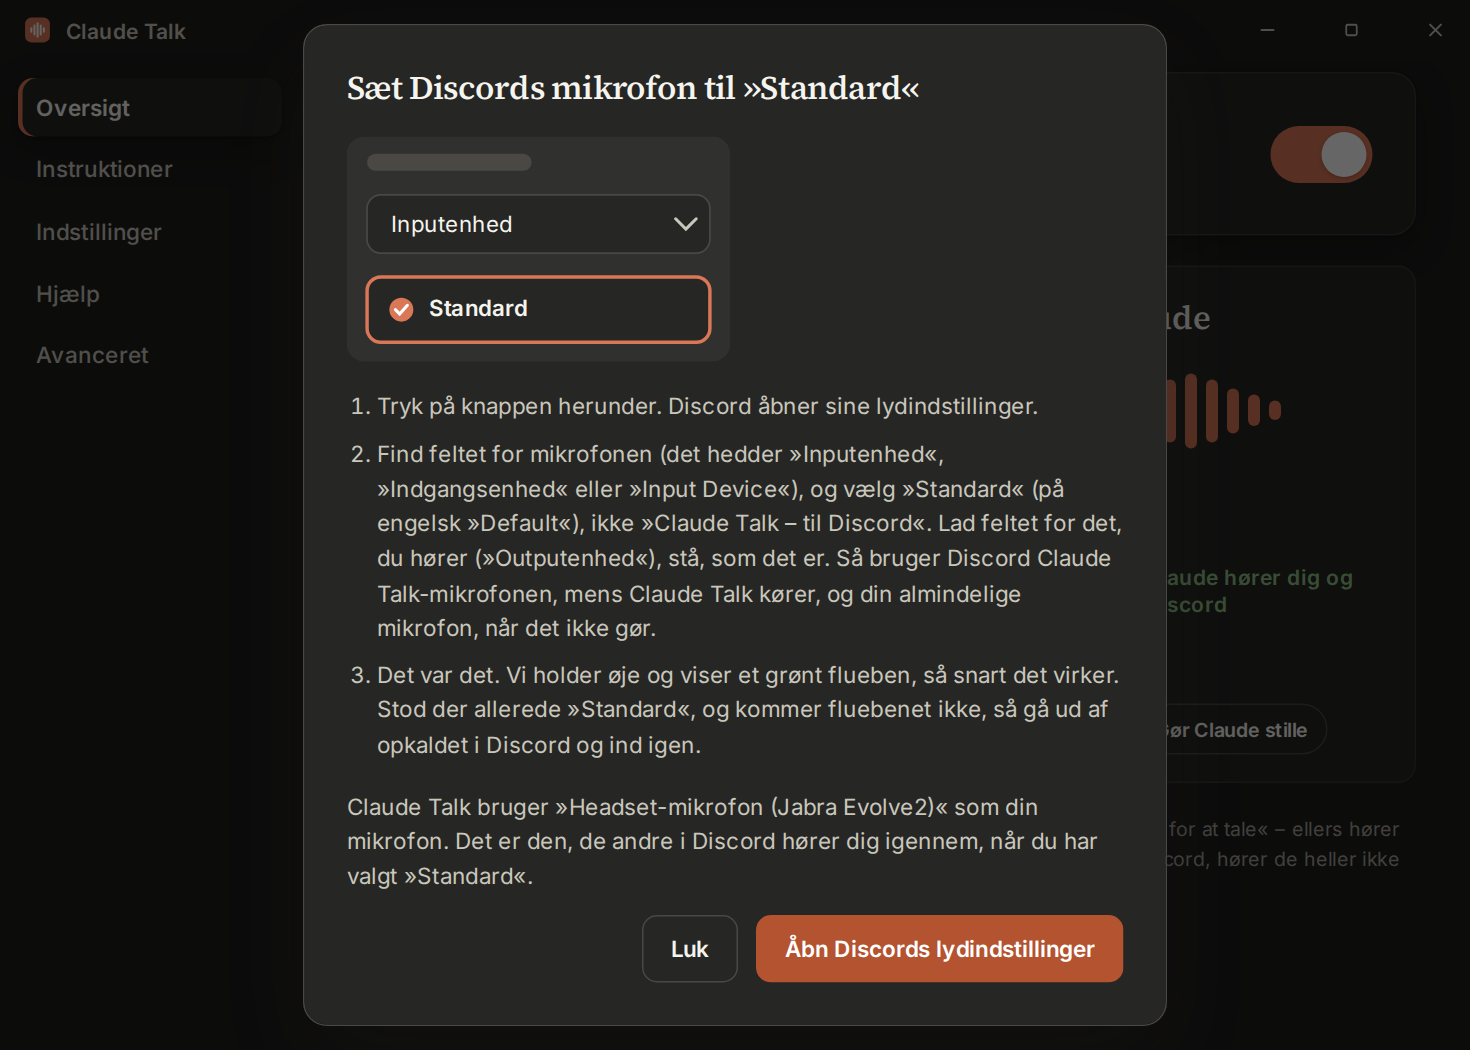 Claude Talk
Oversigt
Instruktioner
Indstillinger
Hjælp
Avanceret
Sæt Discords mikrofon til »Standard«
Inputenhed
Standard
1. Tryk på knappen herunder. Discord åbner sine lydindstillinger.
2. Find feltet for mikrofonen (det hedder »Inputenhed«,
»Indgangsenhed« eller »Input Device«), og vælg »Standard« (på
engelsk »Default«), ikke »Claude Talk – til Discord«. Lad feltet for det,
du hører (»Outputenhed«), stå, som det er. Så bruger Discord Claude
Talk-mikrofonen, mens Claude Talk kører, og din almindelige
mikrofon, når det ikke gør.
3. Det var det. Vi holder øje og viser et grønt flueben, så snart det virker.
Stod der allerede »Standard«, og kommer fluebenet ikke, så gå ud af
opkaldet i Discord og ind igen.
Claude Talk bruger »Headset-mikrofon (Jabra Evolve2)« som din
mikrofon. Det er den, de andre i Discord hører dig igennem, når du har
valgt »Standard«.
Luk
Åbn Discords lydindstillinger
hører dig og
Claude stille
for at tale« – ellers hører
hører de heller ikke